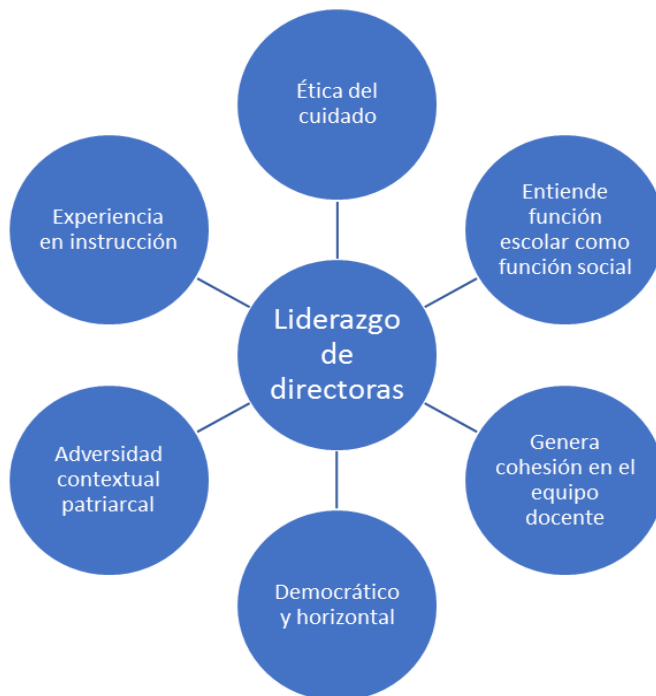 Ética del
cuidado
Entiende
función
escolar como
función social
Genera
cohesión en el
equipo
docente
Democrático
y horizontal
Adversidad
contextual
patriarcal
Experiencia
en instrucción
Liderazgo
de
directoras